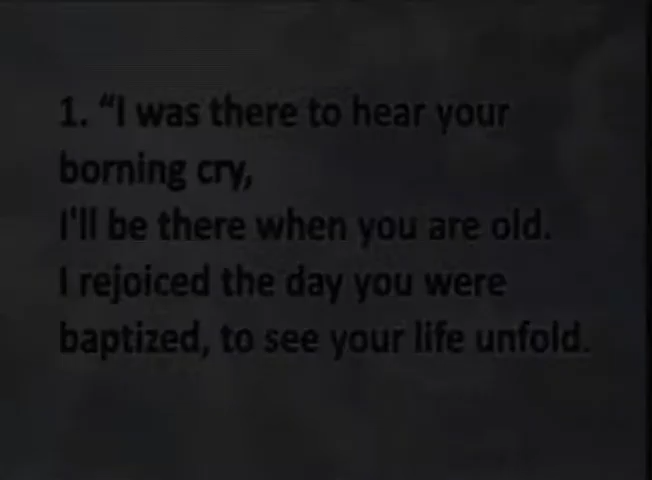 1. “I was there to hear your
borning cry,
I'll be there when you are old.
I rejoiced the day you were
baptized, to see your life unfold.